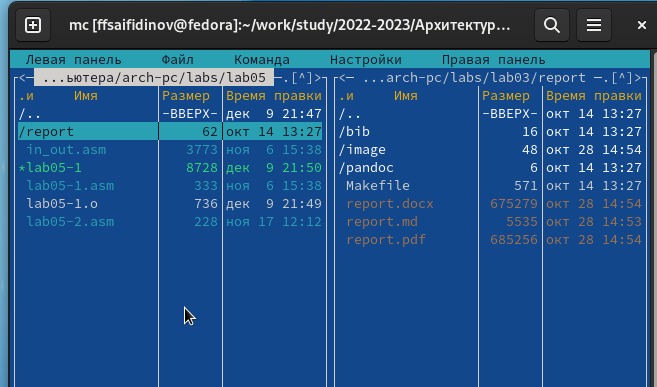 mc [ffsaifidinov@fedora]:~/work/study/2022-2023/Архитектур...
Левая панель Файл Команда Настройки Правая панель
<─ ...ьютера/arch-pc/labs/lab05 ─.[^]>
.и Имя Размер Время правки
/.. -ВВЕРХ- дек 9 21:47
/report 62 окт 14 13:27
in_out.asm 3773 ноя 6 15:38
*lab05-1 8728 дек 9 21:50
lab05-1.asm 333 ноя 6 15:38
lab05-1.o 736 дек 9 21:49
lab05-2.asm 228 ноя 17 12:12
<─ ...arch-pc/labs/lab03/report ─.[^]>
.и Имя Размер Время правки
/.. -ВВЕРХ- окт 14 13:27
/bib 16 окт 14 13:27
/image 48 окт 28 14:54
/pandoc 6 окт 14 13:27
Makefile 571 окт 14 13:27
report.docx 675279 окт 28 14:54
report.md 5535 окт 28 14:53
report.pdf 685256 окт 28 14:54